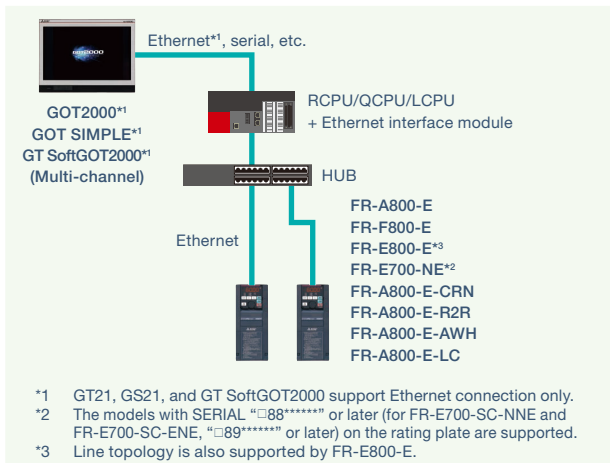 Ethernet*1, serial, etc.
GOT2000
GOT2000*1
GOT SIMPLE*1
GT SoftGOT2000*1
(Multi-channel)
RCPU/QCPU/LCPU
+ Ethernet interface module
HUB
Ethernet
FR-A800-E
FR-F800-E
FR-E800-E*3
FR-E700-NE*2
FR-A800-E-CRN
FR-A800-E-R2R
FR-A800-E-AWH
FR-A800-E-LC
*1 GT21, GS21, and GT SoftGOT2000 support Ethernet connection only.
*2 The models with SERIAL “□88******” or later (for FR-E700-SC-NNE and
FR-E700-SC-ENE, “□89******” or later) on the rating plate are supported.
*3 Line topology is also supported by FR-E800-E.